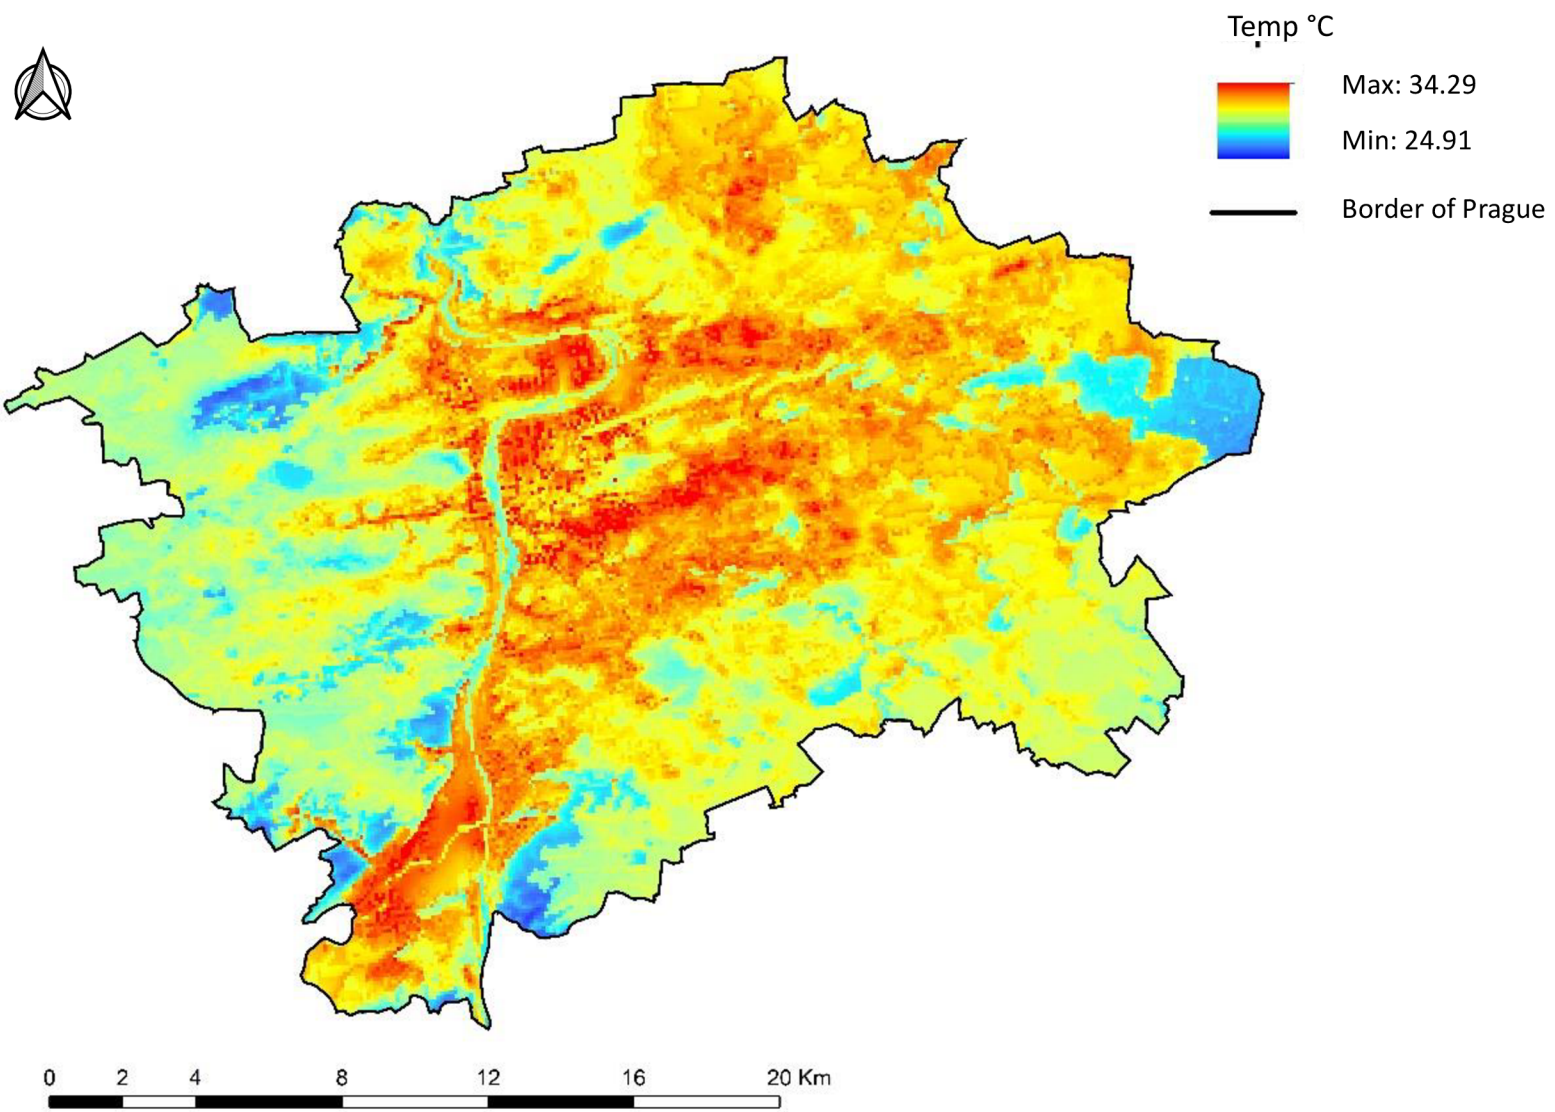 Temp °C
Max: 34.29
Min: 24.91
Border of Prague
0 2 4 8 12 16 20 Km